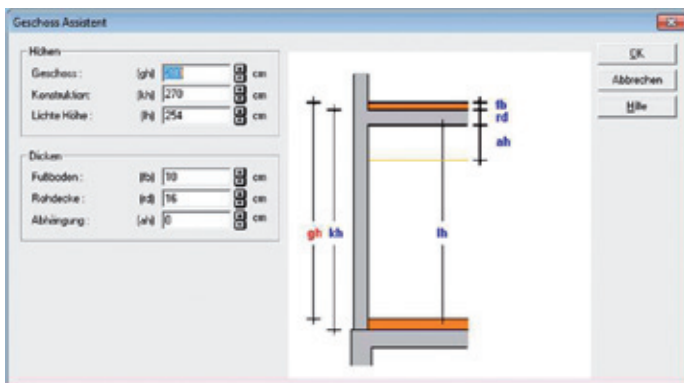 Geschoss Assistent
Höhen
Geschoss : (gh) cm
Konstruktion: (kh) 270 cm
Lichte Höhe : (lh) 254 cm
Dicken
Fußboden : (fb) 10 cm
Rohdecke : (rd) 16 cm
Abhängung : (ah) 0 cm
OK
Abbrechen
Hilfe
fb
rd
ah
gh kh lh